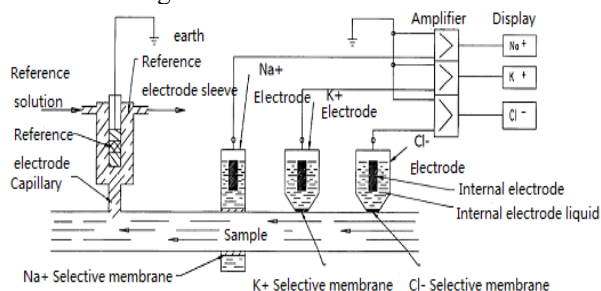 Amplifier Display
earth
Reference
solution
Reference
electrode sleeve
Na+
Electrode
K+
Electrode
Na+
K +
Cl -
Reference
electrode
Capillary
Cl-
Electrode
Internal electrode
Internal electrode liquid
Sample
Na+ Selective membrane
K+ Selective membrane
Cl- Selective membrane